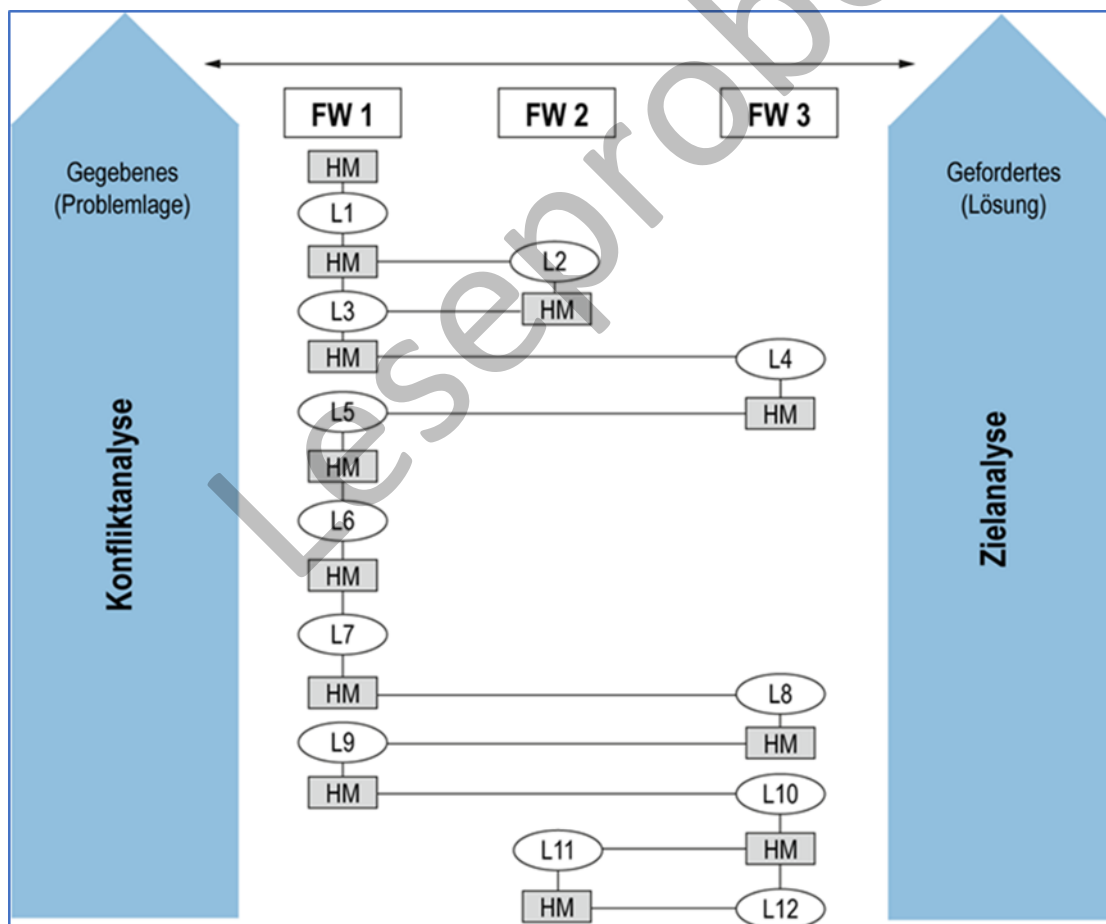 Leseprobe
FW 1 FW 2 FW 3
Gegebenes
(Problemlage)
Gefordertes
(Lösung)
HM
L1
HM L2
L3 HM
HM L4
L5 HM
HM
L6
HM
L7
HM L8
L9 HM
HM L10
L11 HM
HM L12
Konfliktanalyse
Zielanalyse